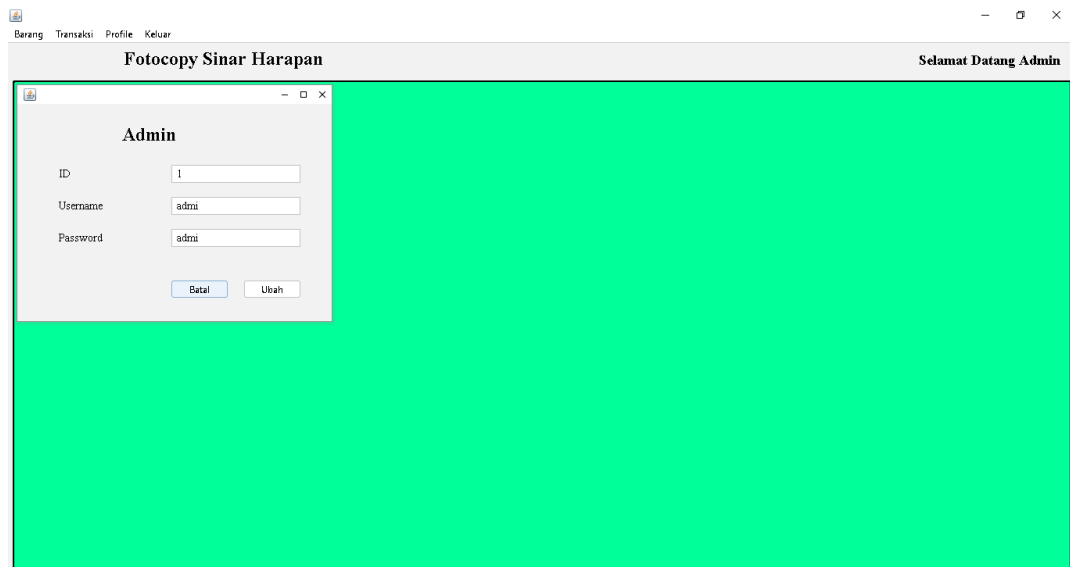 Barang Transaksi Profile Keluar
Fotocopy Sinar Harapan
Selamat Datang Admin
Admin
ID 1
Username admi
Password admi
Batal Ubah